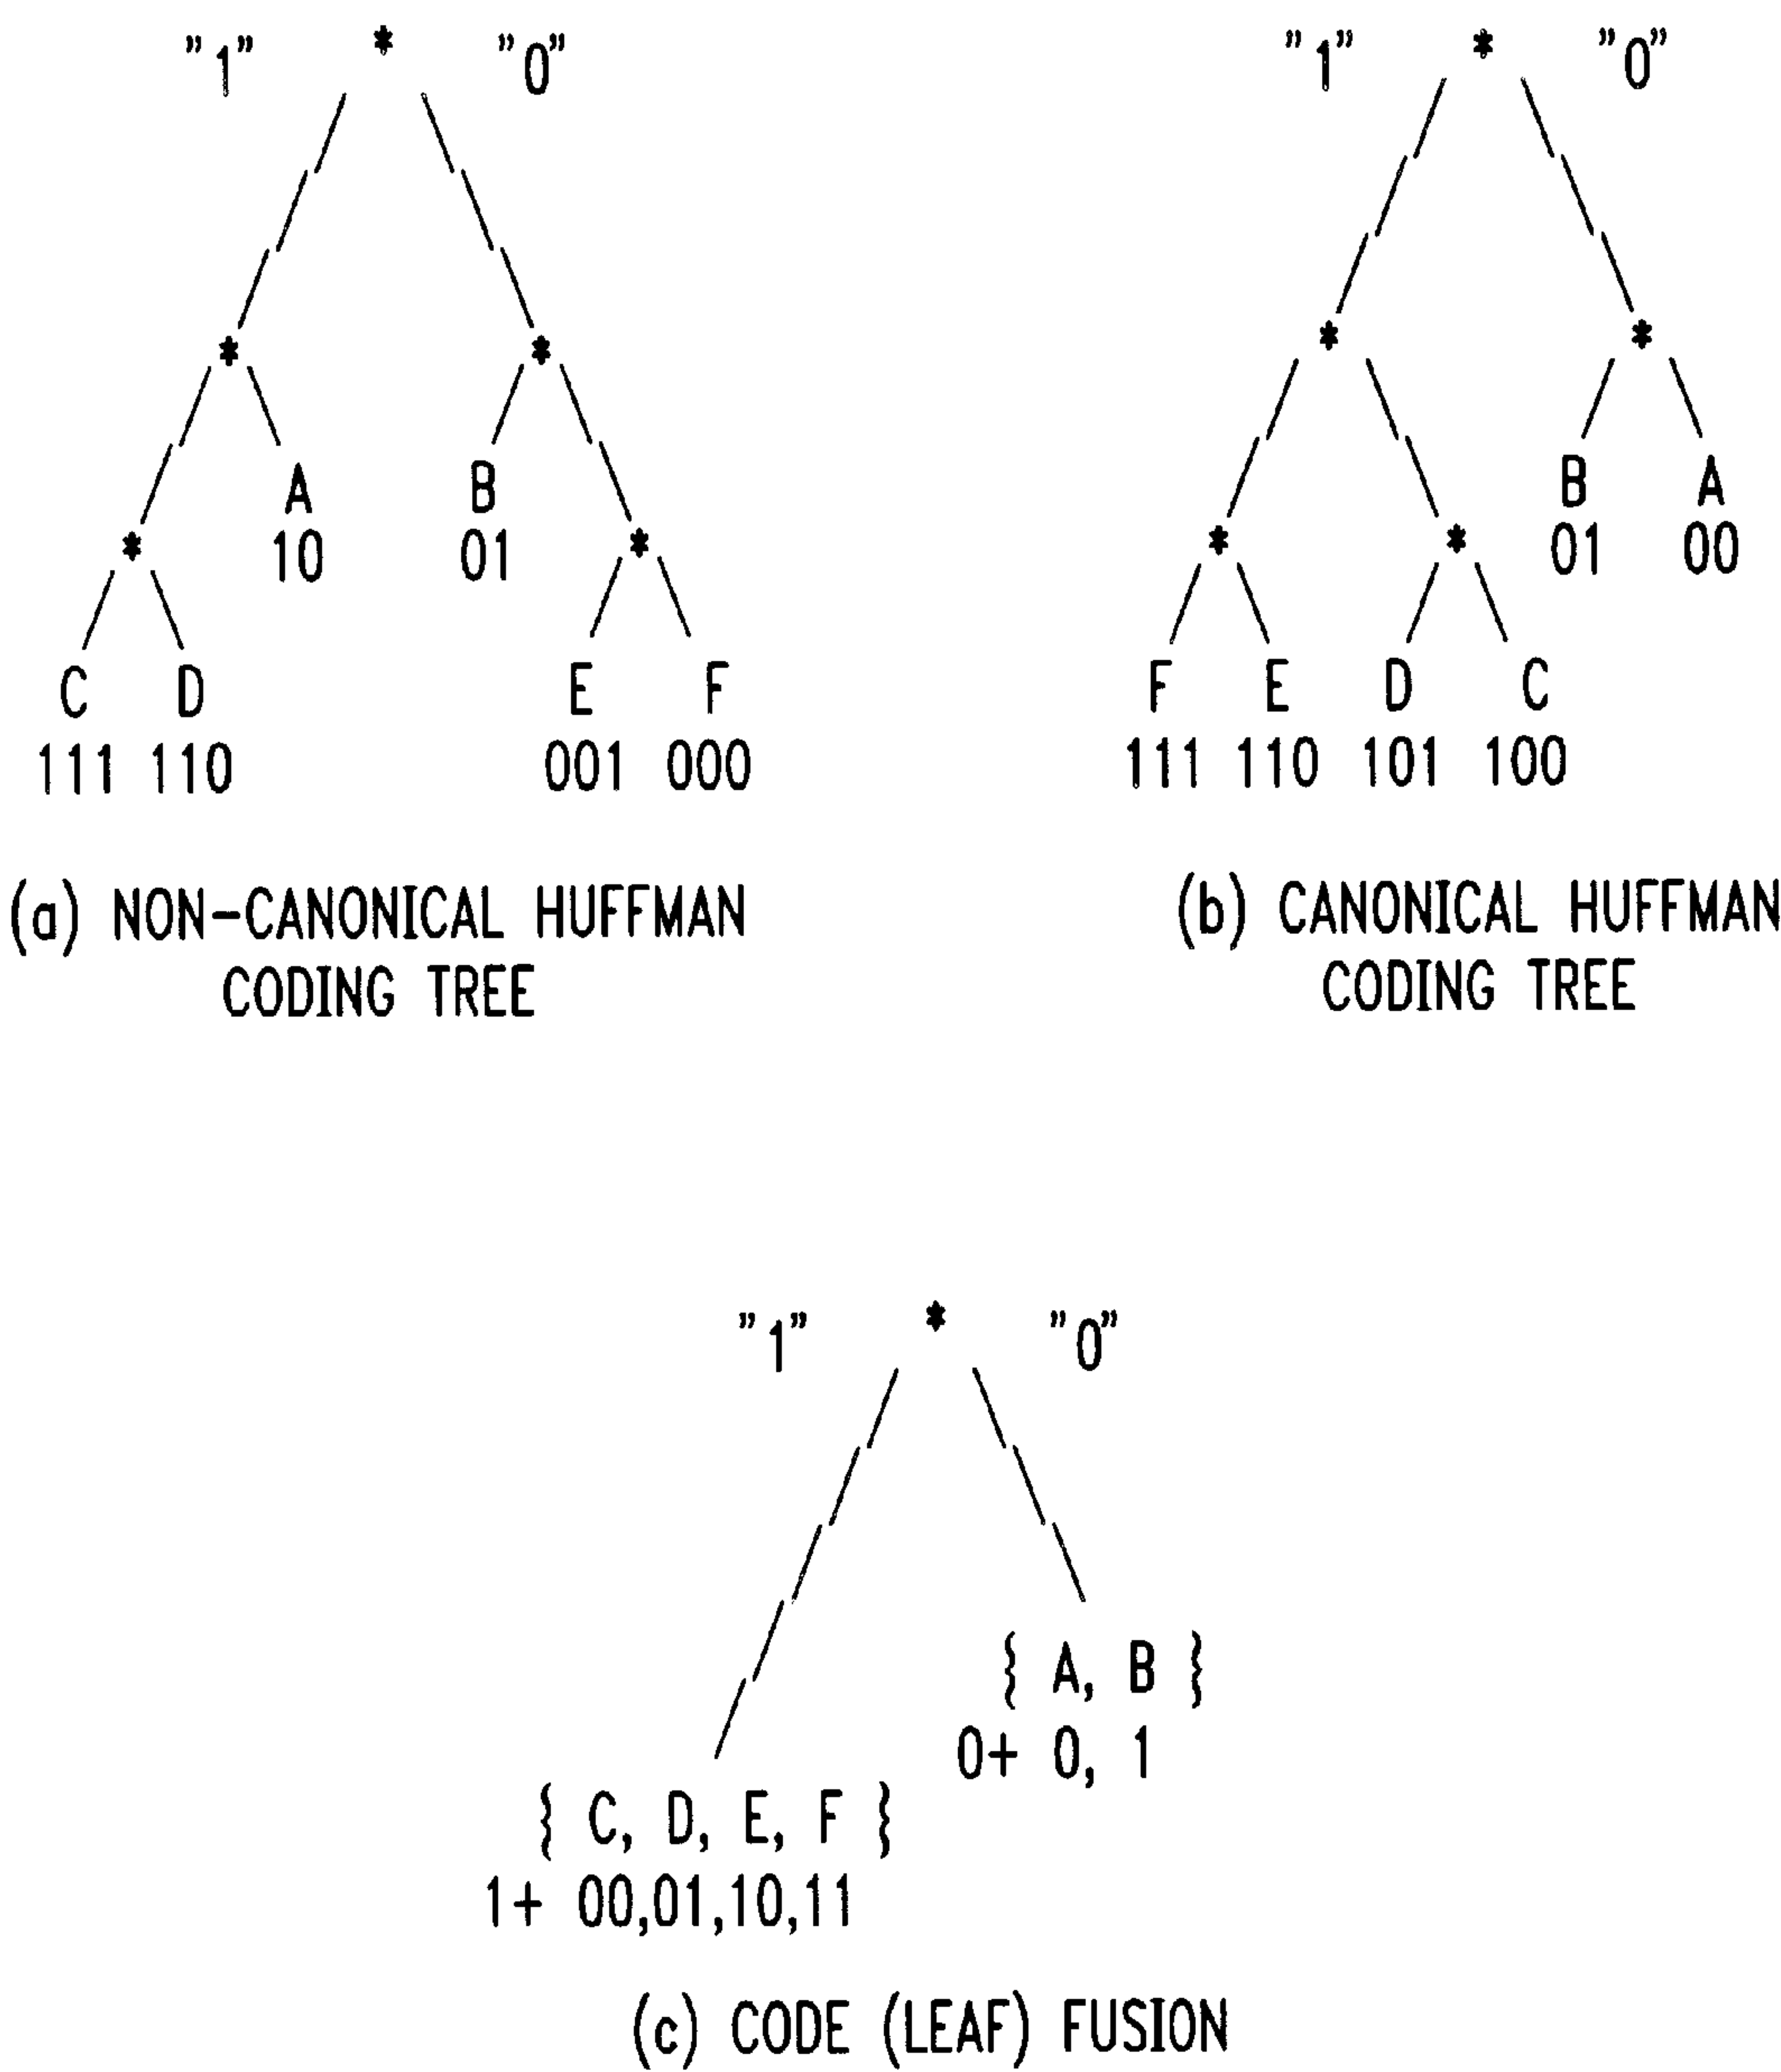 "1" * "0"
* *
A B
10 01
* *
C D E F
111 110 001 000
(a) NON-CANONICAL HUFFMAN
CODING TREE
"1" * "0"
* *
B A
01 00
* *
F E D C
111 110 101 100
(b) CANONICAL HUFFMAN
CODING TREE
"1" * "0"
{ A, B }
0+ 0, 1
{ C, D, E, F }
1+ 00,01,10,11
(c) CODE (LEAF) FUSION